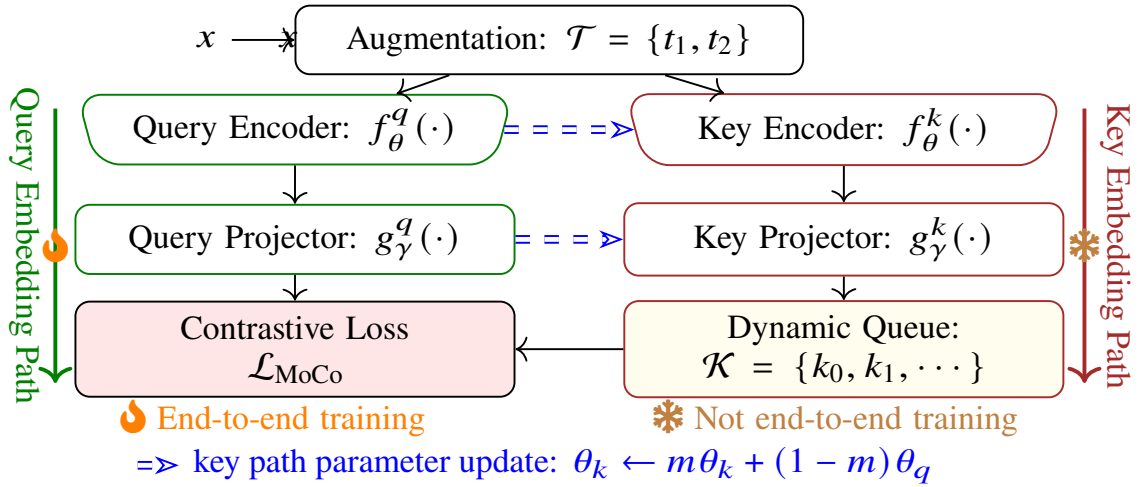 x x Augmentation: 𝒯 = {t₁, t₂}
Query Encoder: f_θ^q(·)
Key Encoder: f_θ^k(·)
Query Embedding Path
Key Embedding Path
Query Projector: g_γ^q(·)
Key Projector: g_γ^k(·)
Contrastive Loss
ℒ_MoCo
Dynamic Queue:
𝒦 = {k₀, k₁, ⋯}
End-to-end training
Not end-to-end training
key path parameter update: θ_k ← mθ_k + (1 − m)θ_q